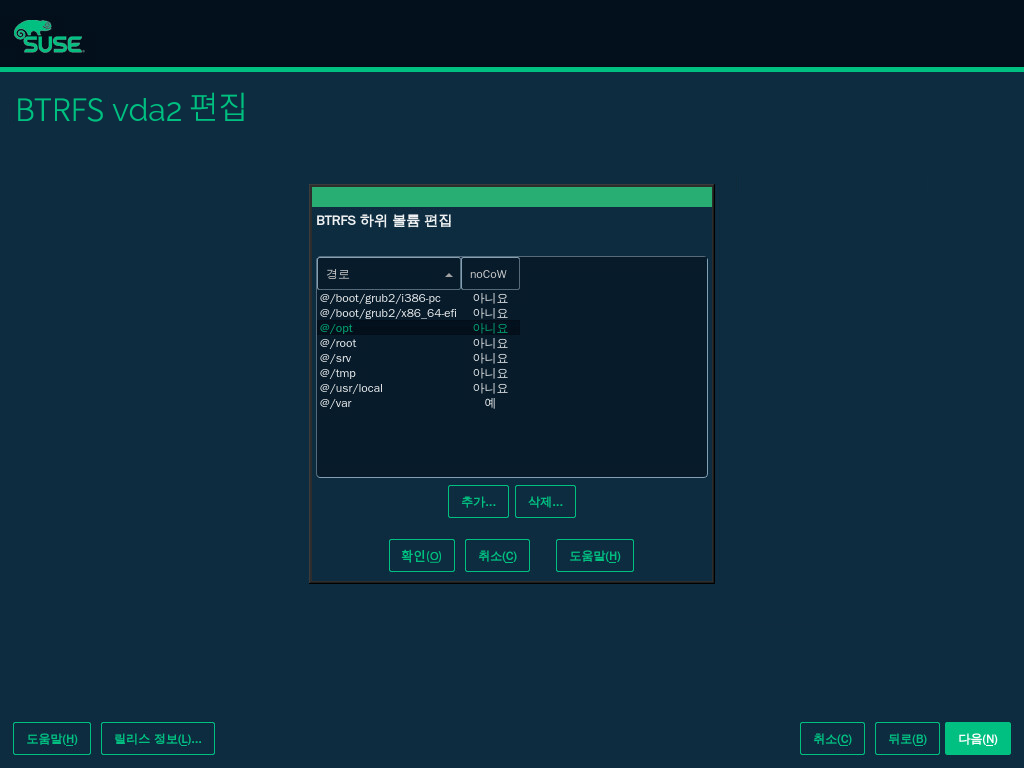 SUSE
BTRFS vda2 편집
BTRFS 하위 볼륨 편집
경로 noCoW
@/boot/grub2/i386-pc 아니요
@/boot/grub2/x86_64-efi 아니요
@/opt 아니요
@/root 아니요
@/srv 아니요
@/tmp 아니요
@/usr/local 아니요
@/var 예
추가... 삭제...
확인(O) 취소(C) 도움말(H)
도움말(H) 릴리스 정보(L)... 취소(C) 뒤로(B) 다음(N)